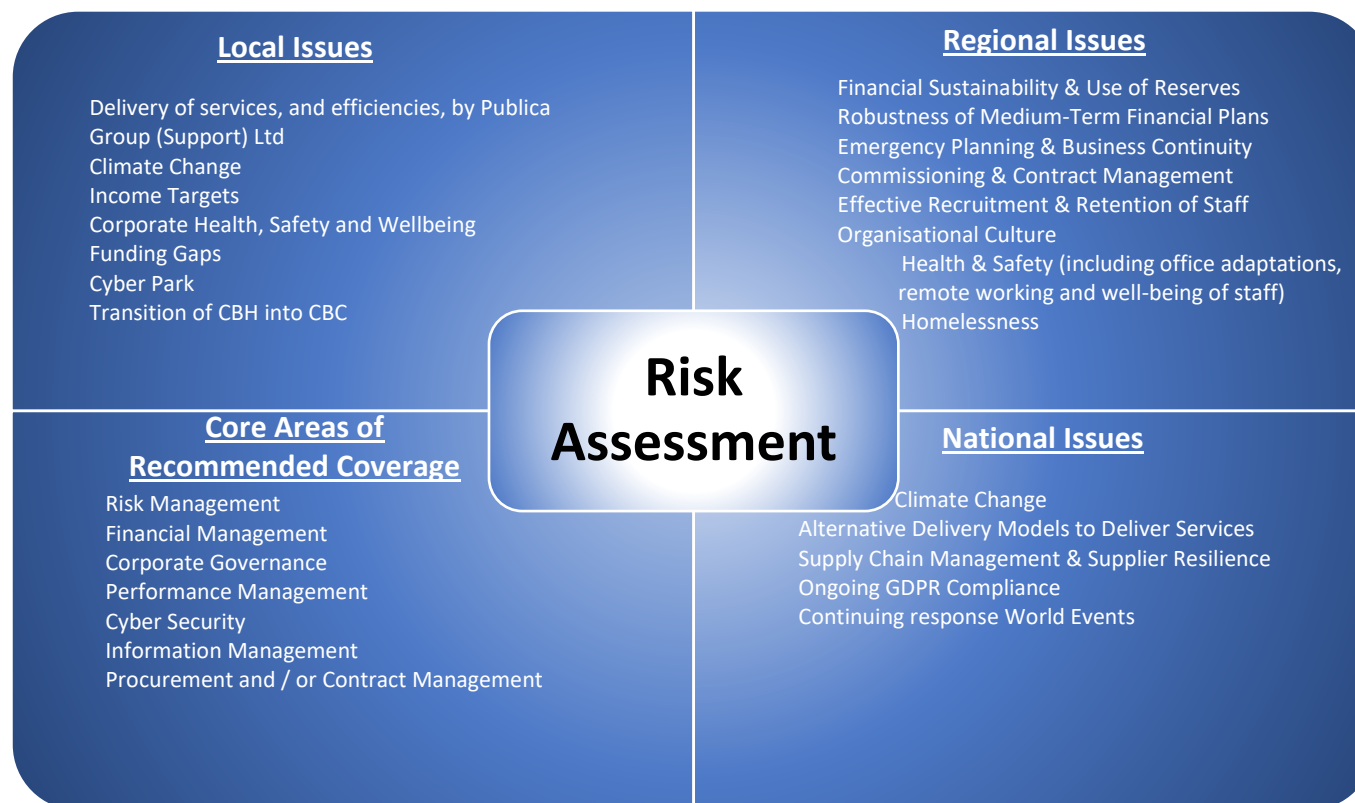 Local Issues
Delivery of services, and efficiencies, by Publica
Group (Support) Ltd
Climate Change
Income Targets
Corporate Health, Safety and Wellbeing
Funding Gaps
Cyber Park
Transition of CBH into CBC
Regional Issues
Financial Sustainability & Use of Reserves
Robustness of Medium-Term Financial Plans
Emergency Planning & Business Continuity
Commissioning & Contract Management
Effective Recruitment & Retention of Staff
Organisational Culture
Health & Safety (including office adaptations,
remote working and well-being of staff)
Homelessness
Risk
Assessment
Core Areas of
Recommended Coverage
Risk Management
Financial Management
Corporate Governance
Performance Management
Cyber Security
Information Management
Procurement and / or Contract Management
National Issues
Climate Change
Alternative Delivery Models to Deliver Services
Supply Chain Management & Supplier Resilience
Ongoing GDPR Compliance
Continuing response World Events